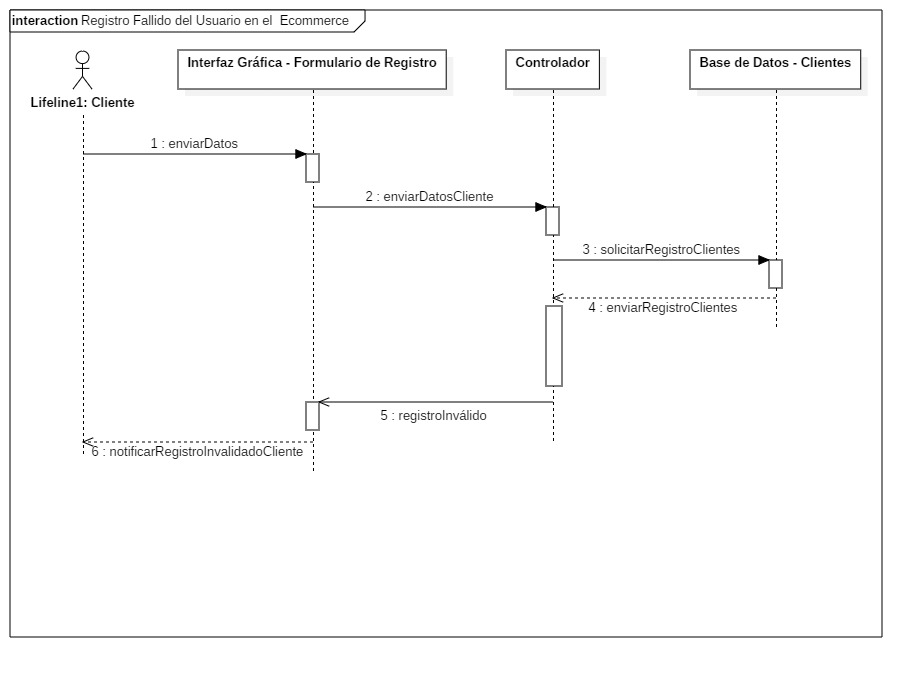 interaction Registro Fallido del Usuario en el Ecommerce
Interfaz Gráfica - Formulario de Registro
Controlador
Base de Datos - Clientes
Lifeline1: Cliente
1 : enviarDatos
2 : enviarDatosCliente
3 : solicitarRegistroClientes
4 : enviarRegistroClientes
5 : registroInválido
6 : notificarRegistroInvalidadoCliente